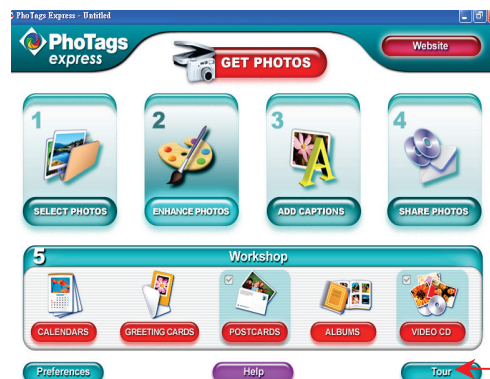 PhoTags Express - Untitled
PhoTags
express
GET PHOTOS
Website
1
2
3
4
SELECT PHOTOS
ENHANCE PHOTOS
ADD CAPTIONS
SHARE PHOTOS
5
Workshop
CALENDARS
GREETING CARDS
POSTCARDS
ALBUMS
VIDEO CD
Preferences
Help
Tour